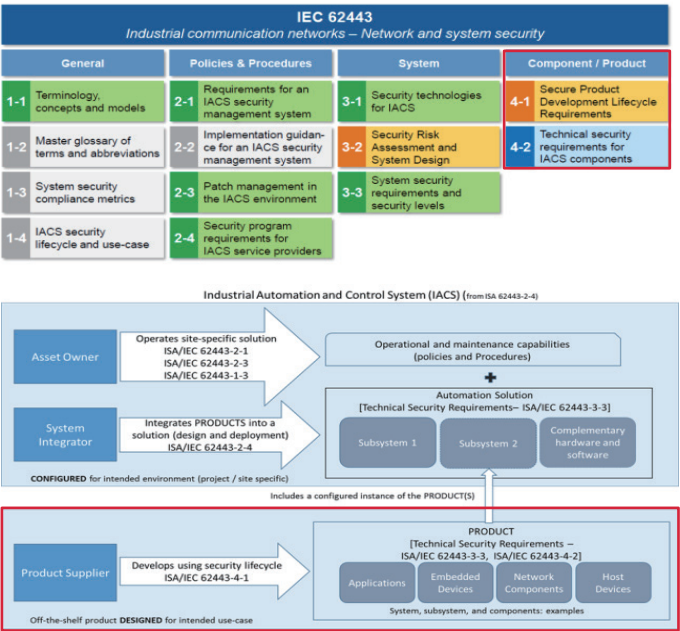 IEC 62443
Industrial communication networks – Network and system security
General
Policies & Procedures
System
Component / Product
1-1
Terminology,
concepts and models
2-1
Requirements for an
IACS security
management system
3-1
Security technologies
for IACS
4-1
Secure Product
Development Lifecycle
Requirements
1-2
Master glossary of
terms and abbreviations
2-2
Implementation guidan-
ce for an IACS security
management system
3-2
Security Risk
Assessment and
System Design
4-2
Technical security
requirements for
IACS components
1-3
System security
compliance metrics
2-3
Patch management in
the IACS environment
3-3
System security
requirements and
security levels
1-4
IACS security
lifecycle and use-case
2-4
Security program
requirements for
IACS service providers
Industrial Automation and Control System (IACS) (from ISA 62443-2-4)
Asset Owner
Operates site-specific solution
ISA/IEC 62443-2-1
ISA/IEC 62443-2-3
ISA/IEC 62443-1-3
Operational and maintenance capabilities
(policies and Procedures)
+
System
Integrator
Integrates PRODUCTS into a
solution (design and deployment)
ISA/IEC 62443-2-4
Automation Solution
[Technical Security Requirements– ISA/IEC 62443-3-3]
Subsystem 1
Subsystem 2
Complementary
hardware and
software
CONFIGURED for intended environment (project / site specific)
Includes a configured instance of the PRODUCT(S)
Product Supplier
Develops using security lifecycle
ISA/IEC 62443-4-1
PRODUCT
[Technical Security Requirements –
ISA/IEC 62443-3-3, ISA/IEC 62443-4-2]
Applications
Embedded
Devices
Network
Components
Host
Devices
System, subsystem, and components: examples
Off-the-shelf product DESIGNED for intended use-case